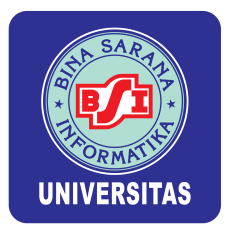 BINA SARANA
BSI
INFORMATIKA
UNIVERSITAS